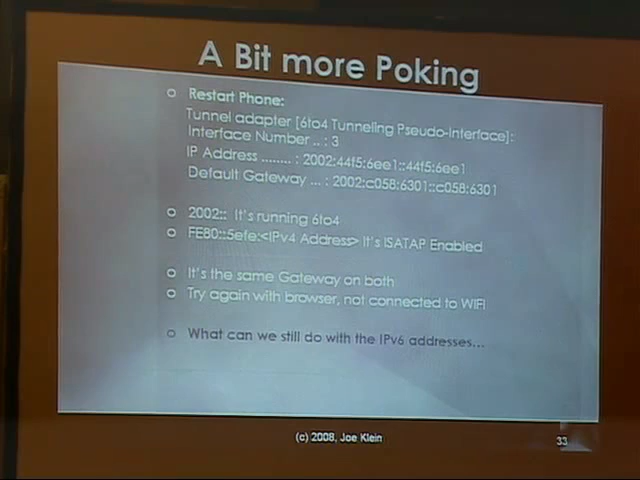 A Bit more Poking
Restart Phone:
Tunnel adapter [6to4 Tunneling Pseudo-Interface]:
Interface Number .. : 3
IP Address ........ : 2002:44f5:6ee1::44f5:6ee1
Default Gateway ... : 2002:c058:6301::c058:6301
2002:: It's running 6to4
FE80::5efe:<IPv4 Address> It's ISATAP Enabled
It's the same Gateway on both
Try again with browser, not connected to WIFI
What can we still do with the IPv6 addresses...
(c) 2008, Joe Klein
33